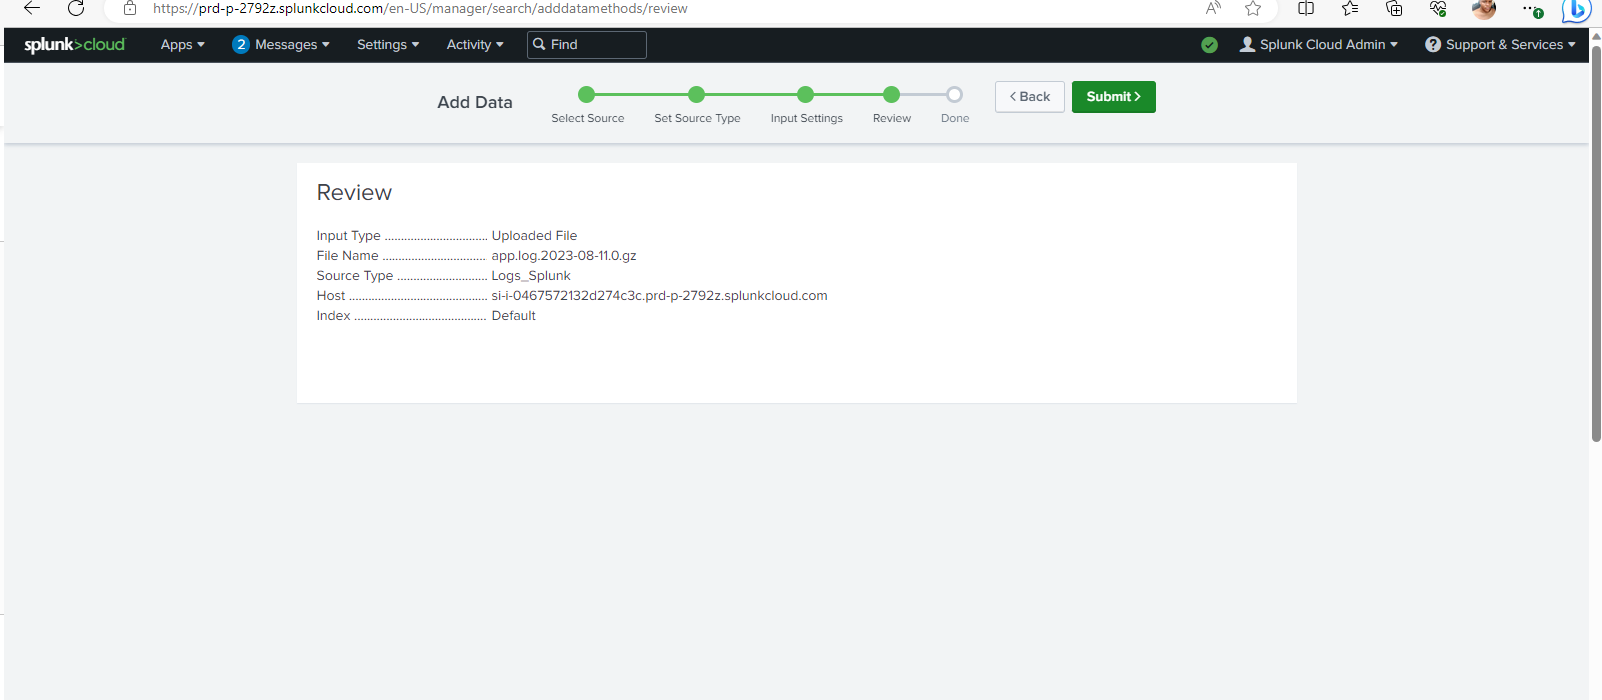 https://prd-p-2792z.splunkcloud.com/en-US/manager/search/adddatamethods/review
splunk>cloud Apps 2 Messages Settings Activity Find Splunk Cloud Admin ? Support & Services
Add Data
Select Source Set Source Type Input Settings Review Done
< Back Submit >
Review
Input Type ................................ Uploaded File
File Name ................................ app.log.2023-08-11.0.gz
Source Type ............................ Logs_Splunk
Host ........................................... si-i-0467572132d274c3c.prd-p-2792z.splunkcloud.com
Index ......................................... Default